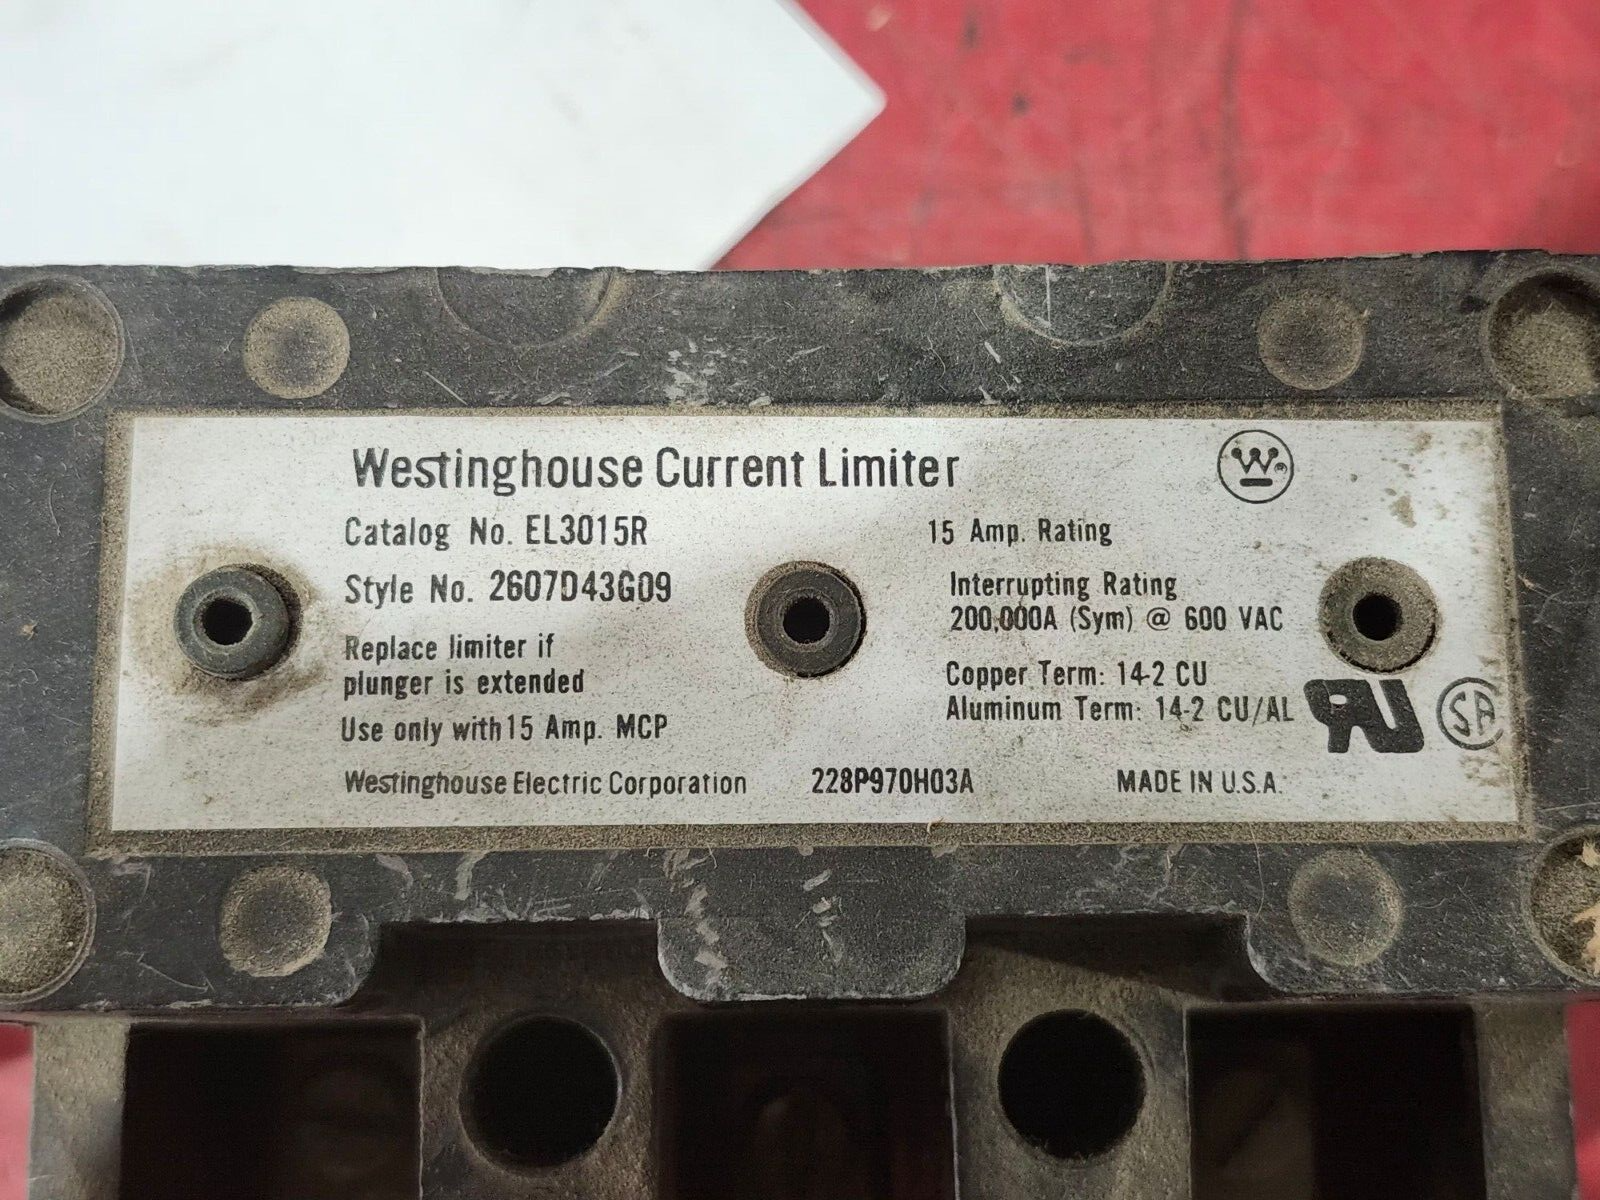 Westinghouse Current Limiter
W
Catalog No. EL3015R
15 Amp. Rating
Style No. 2607D43G09
Interrupting Rating
200,000A (Sym) @ 600 VAC
Replace limiter if
plunger is extended
Copper Term: 14-2 CU
Aluminum Term: 14-2 CU/AL
Use only with 15 Amp. MCP
RU
SA
Westinghouse Electric Corporation
228P970H03A
MADE IN U.S.A.